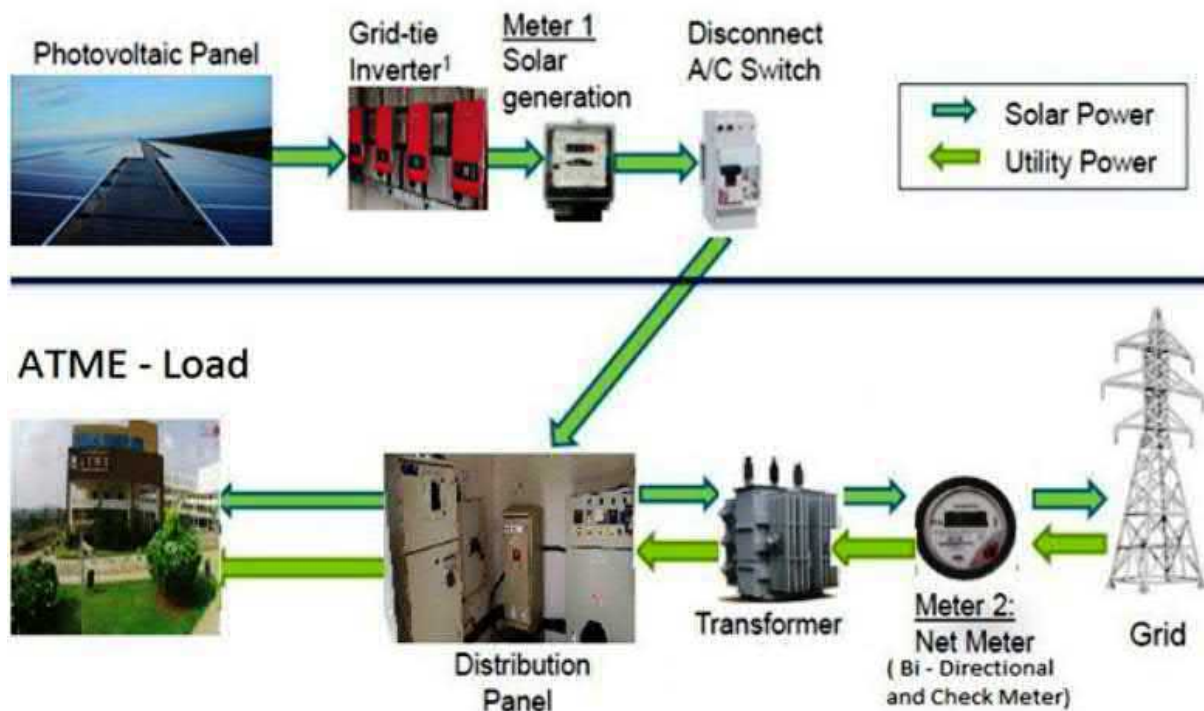 Photovoltaic Panel
Grid-tie
Inverter¹
Meter 1
Solar
generation
Disconnect
A/C Switch
Solar Power
Utility Power
ATME - Load
ATME
Distribution
Panel
Transformer
Meter 2:
Net Meter
( Bi - Directional
and Check Meter)
Grid